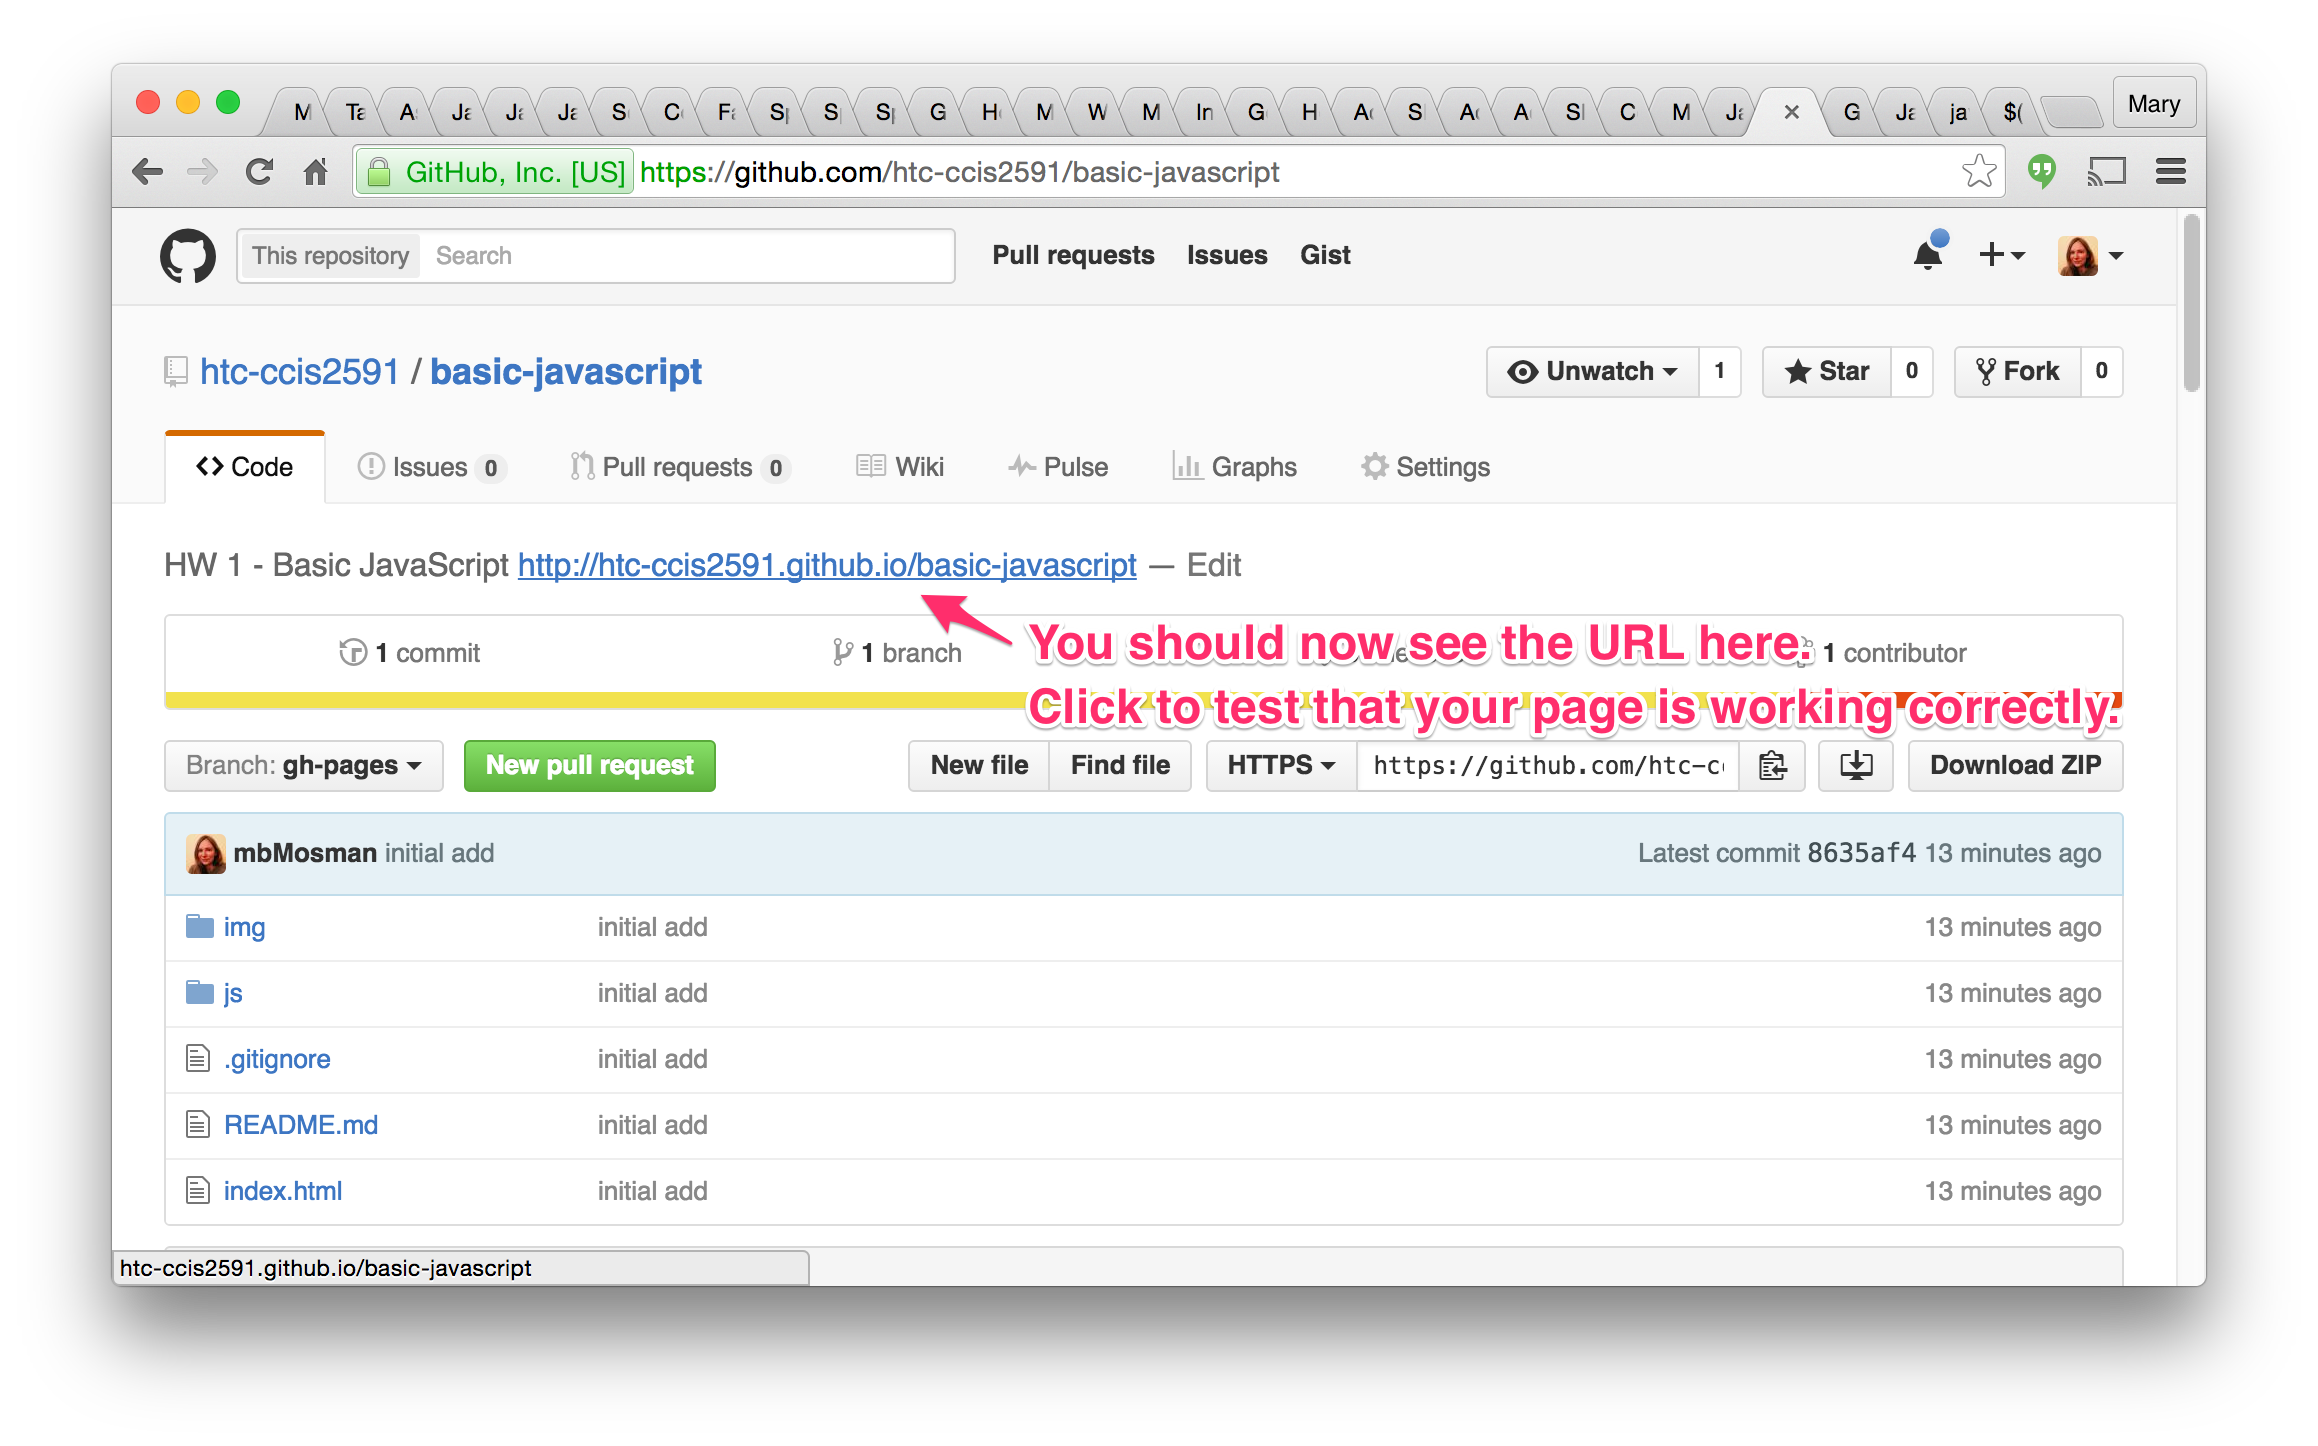 M Ta A Ja Ja Ja S C Fa Sp S Sp G H M W M In G H A S A A S C M Ja × G Ja ja $( Mary
GitHub, Inc. [US] https://github.com/htc-ccis2591/basic-javascript
This repository Search Pull requests Issues Gist
htc-ccis2591 / basic-javascript Unwatch 1 Star 0 Fork 0
Code Issues 0 Pull requests 0 Wiki Pulse Graphs Settings
HW 1 - Basic JavaScript http://htc-ccis2591.github.io/basic-javascript — Edit
1 commit 1 branch 1 contributor
You should now see the URL here.
Click to test that your page is working correctly.
Branch: gh-pages New pull request New file Find file HTTPS https://github.com/htc-cc Download ZIP
mbMosman initial add Latest commit 8635af4 13 minutes ago
img initial add 13 minutes ago
js initial add 13 minutes ago
.gitignore initial add 13 minutes ago
README.md initial add 13 minutes ago
index.html initial add 13 minutes ago
htc-ccis2591.github.io/basic-javascript